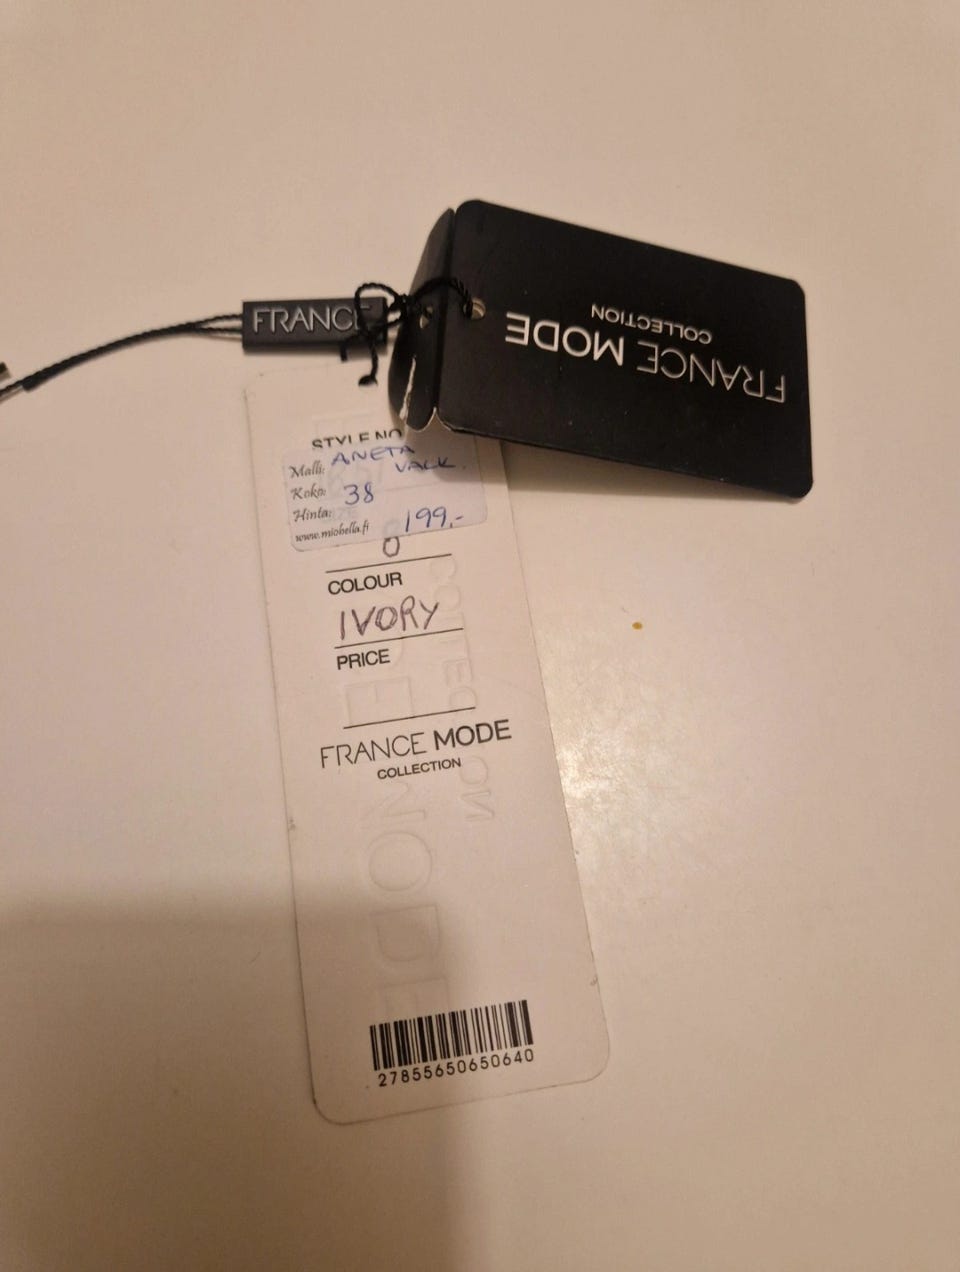 FRANCE
FRANCE MODE
COLLECTION
STYLE NO
Malli: ANETA
VALK.
Koko: 38
Hinta: 199,-
www.miobella.fi
0
COLOUR
IVORY
PRICE
FRANCE MODE
COLLECTION
27855650650640